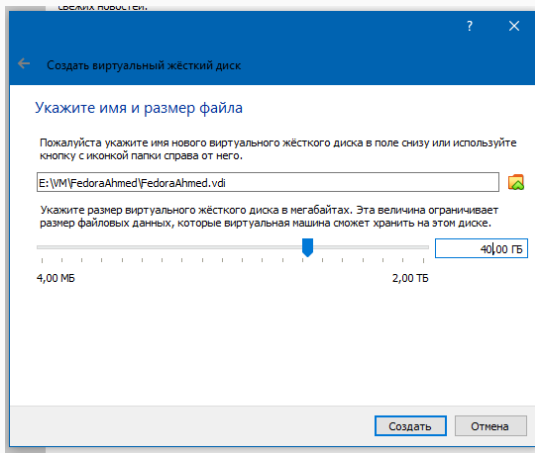 свежих новостей.
?
Создать виртуальный жёсткий диск
Укажите имя и размер файла
Пожалуйста укажите имя нового виртуального жёсткого диска в поле снизу или используйте
кнопку с иконкой папки справа от него.
E:\VM\FedoraAhmed\FedoraAhmed.vdi
Укажите размер виртуального жёсткого диска в мегабайтах. Эта величина ограничивает
размер файловых данных, которые виртуальная машина сможет хранить на этом диске.
40,00 ГБ
4,00 МБ 2,00 ТБ
Создать Отмена